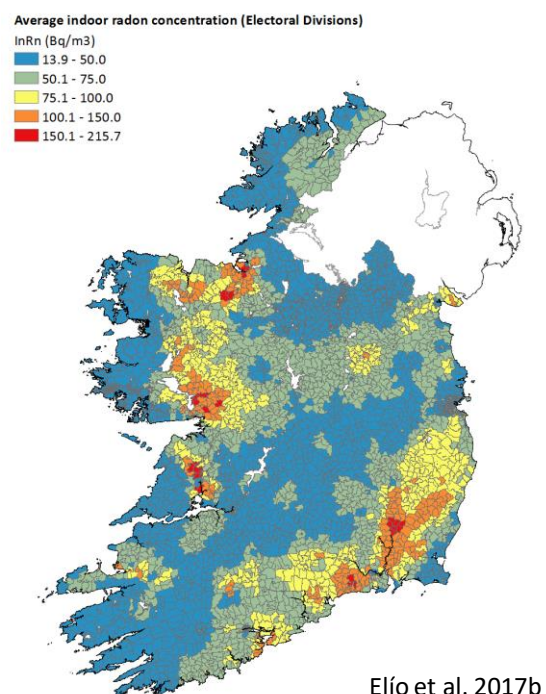 Average indoor radon concentration (Electoral Divisions)
InRn (Bq/m3)
13.9 - 50.0
50.1 - 75.0
75.1 - 100.0
100.1 - 150.0
150.1 - 215.7
Elío et al. 2017b